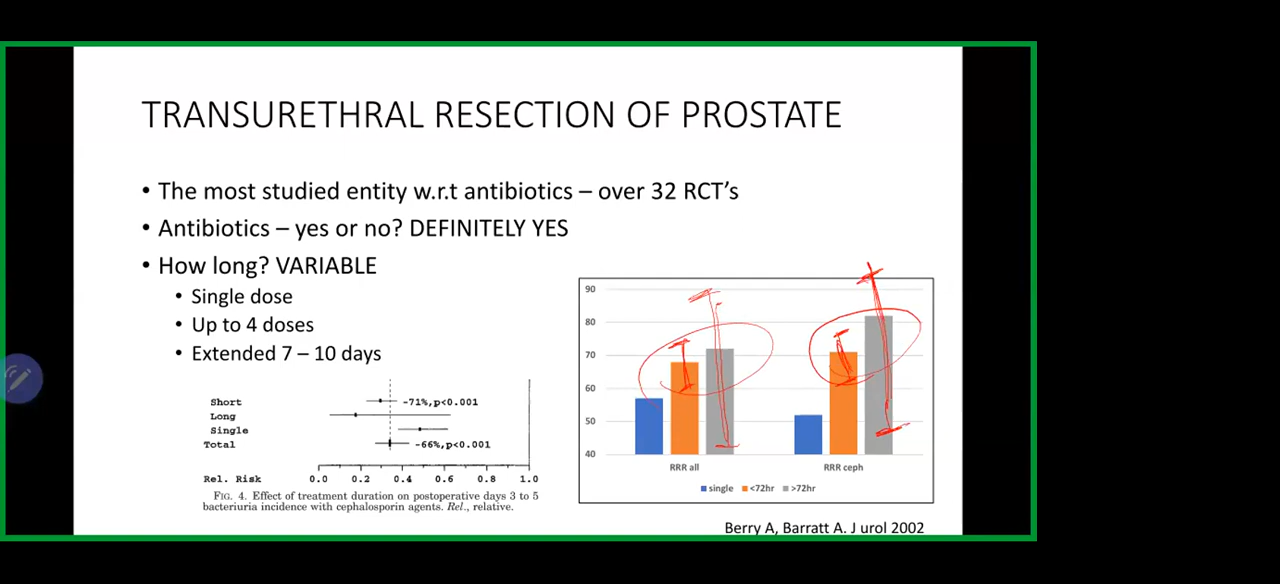 TRANSURETHRAL RESECTION OF PROSTATE
• The most studied entity w.r.t antibiotics – over 32 RCT's
• Antibiotics – yes or no? DEFINITELY YES
• How long? VARIABLE
• Single dose
• Up to 4 doses
• Extended 7 – 10 days
Short -71%,p<0.001
Long
Single
Total -66%,p<0.001
Rel. Risk 0.0 0.2 0.4 0.6 0.8 1.0
FIG. 4. Effect of treatment duration on postoperative days 3 to 5
bacteriuria incidence with cephalosporin agents. Rel., relative.
90
80
70
60
50
40
RRR all RRR ceph
single <72hr >72hr
Berry A, Barratt A. J urol 2002